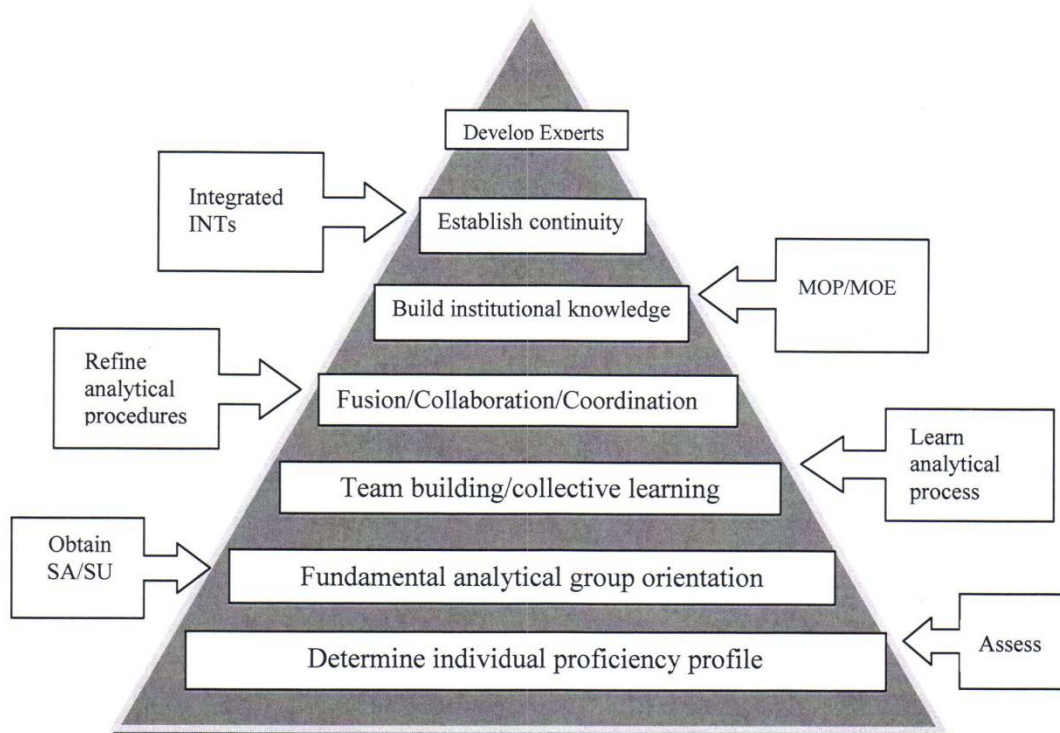 Develop Experts
Integrated
INTs
Establish continuity
MOP/MOE
Build institutional knowledge
Refine
analytical
procedures
Fusion/Collaboration/Coordination
Learn
analytical
process
Team building/collective learning
Obtain
SA/SU
Fundamental analytical group orientation
Assess
Determine individual proficiency profile